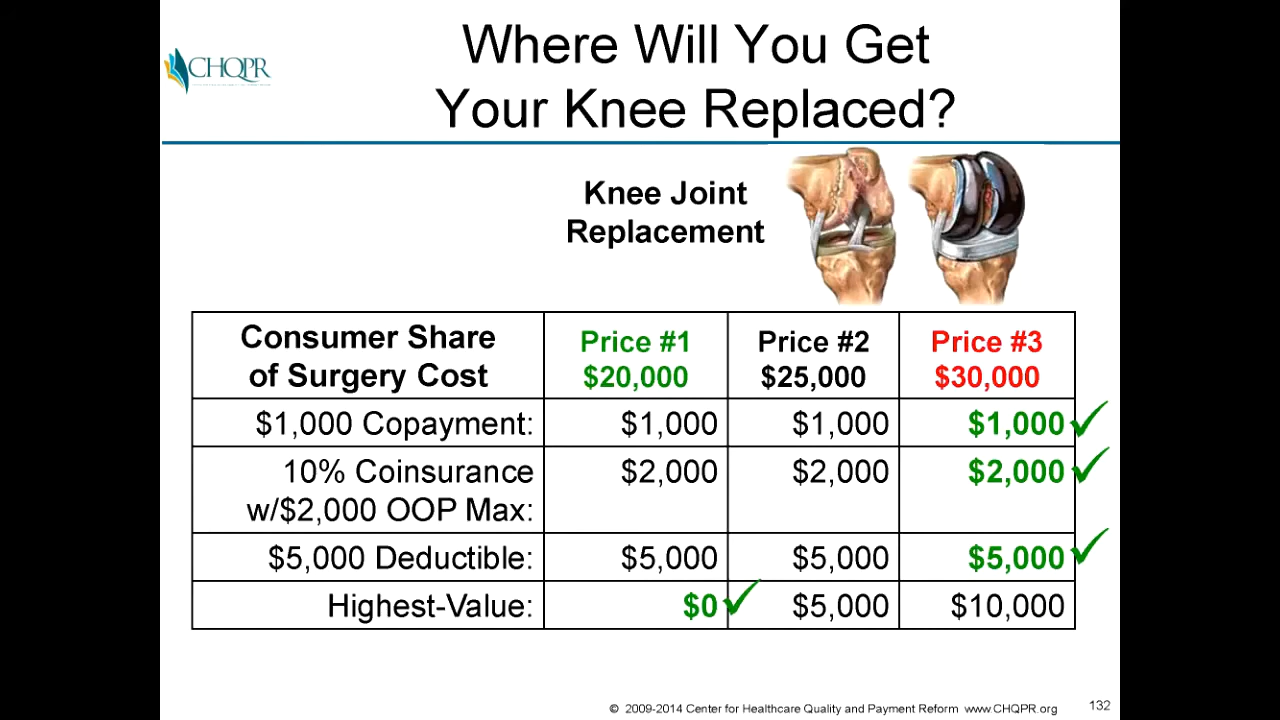 Where Will You Get
Your Knee Replaced?
CHQPR
Knee Joint
Replacement
Consumer Share
of Surgery Cost
Price #1
$20,000
Price #2
$25,000
Price #3
$30,000
$1,000 Copayment: $1,000 $1,000 $1,000
10% Coinsurance $2,000 $2,000 $2,000
w/$2,000 OOP Max:
$5,000 Deductible: $5,000 $5,000 $5,000
Highest-Value: $0 $5,000 $10,000
© 2009-2014 Center for Healthcare Quality and Payment Reform www.CHQPR.org 132